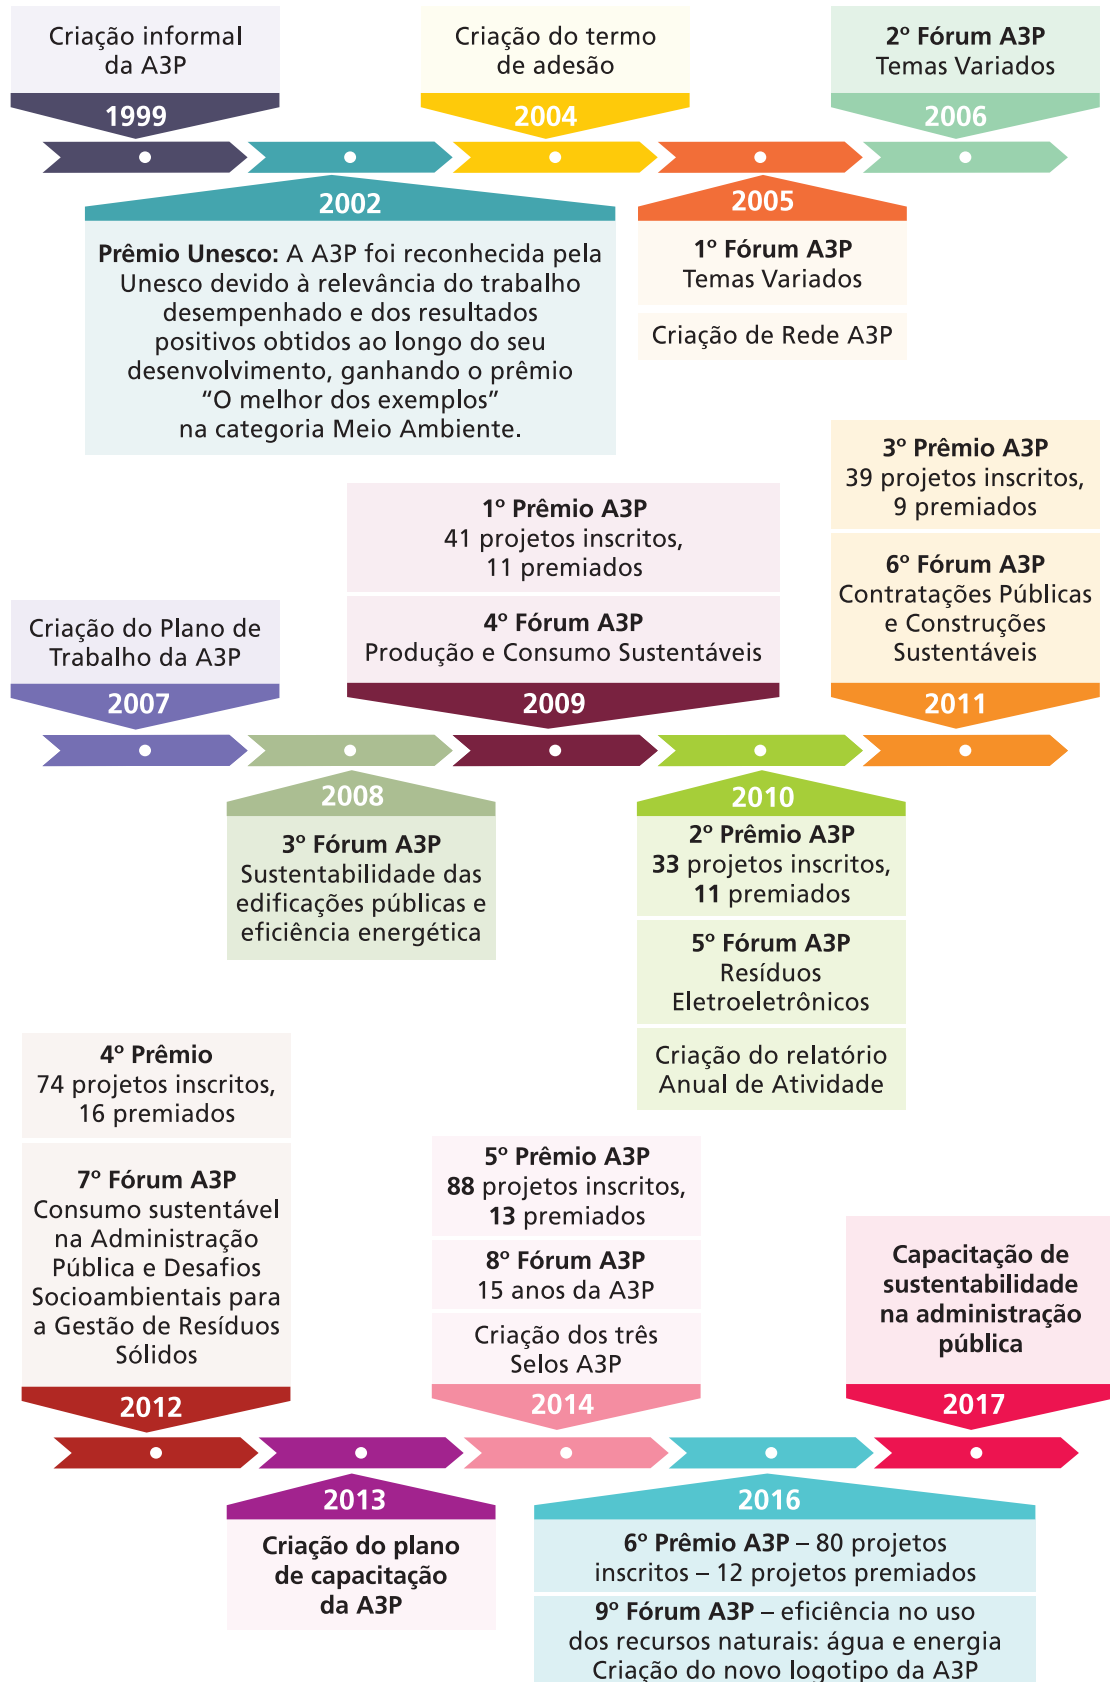 Criação informal
da A3P
1999
2002
Prêmio Unesco: A A3P foi reconhecida pela
Unesco devido à relevância do trabalho
desempenhado e dos resultados
positivos obtidos ao longo do seu
desenvolvimento, ganhando o prêmio
“O melhor dos exemplos”
na categoria Meio Ambiente.
Criação do termo
de adesão
2004
2005
1º Fórum A3P
Temas Variados
Criação de Rede A3P
2º Fórum A3P
Temas Variados
2006
Criação do Plano de
Trabalho da A3P
2007
2008
3º Fórum A3P
Sustentabilidade das
edificações públicas e
eficiência energética
1º Prêmio A3P
41 projetos inscritos,
11 premiados
4º Fórum A3P
Produção e Consumo Sustentáveis
2009
2010
2º Prêmio A3P
33 projetos inscritos,
11 premiados
5º Fórum A3P
Resíduos
Eletroeletrônicos
Criação do relatório
Anual de Atividade
3º Prêmio A3P
39 projetos inscritos,
9 premiados
6º Fórum A3P
Contratações Públicas
e Construções
Sustentáveis
2011
4º Prêmio
74 projetos inscritos,
16 premiados
7º Fórum A3P
Consumo sustentável
na Administração
Pública e Desafios
Socioambientais para
a Gestão de Resíduos
Sólidos
2012
2013
Criação do plano
de capacitação
da A3P
5º Prêmio A3P
88 projetos inscritos,
13 premiados
8º Fórum A3P
15 anos da A3P
Criação dos três
Selos A3P
2014
2016
6º Prêmio A3P – 80 projetos
inscritos – 12 projetos premiados
9º Fórum A3P – eficiência no uso
dos recursos naturais: água e energia
Criação do novo logotipo da A3P
Capacitação de
sustentabilidade
na administração
pública
2017